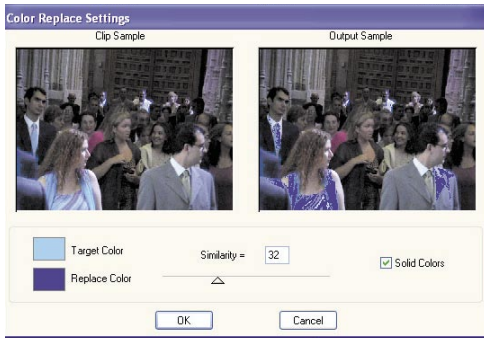 Color Replace Settings
Clip Sample
Output Sample
Target Color
Similarity = 32
Solid Colors
Replace Color
OK
Cancel